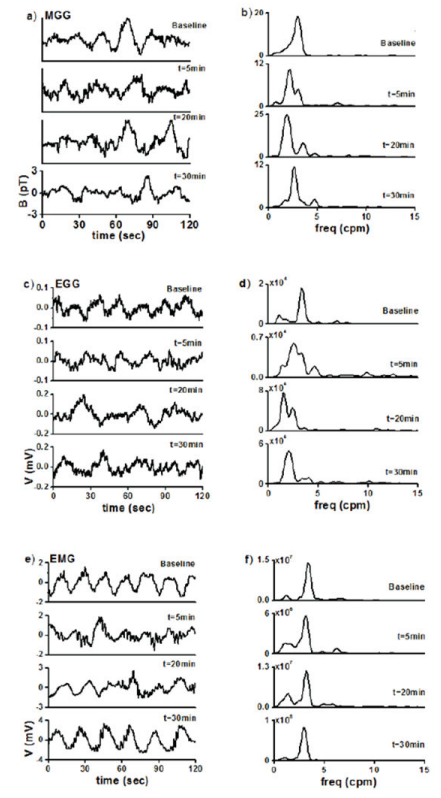 a) MGG
Baseline
t=5min
t=20min
t=30min
3
0
-3
B (pT)
0 30 60 90 120
time (sec)
b)
20
0
Baseline
12
0
t=5min
25
0
t=20min
12
0
t=30min
0 5 10 15
freq (cpm)
c) EGG
Baseline
0.1
0.0
-0.1
t=5min
0.1
0.0
-0.1
t=20min
0.2
0.0
-0.2
t=30min
0.2
0.0
-0.2
V (mV)
0 30 60 90 120
time (sec)
d)
x10⁴
2
0
Baseline
x10⁴
0.7
0.0
t=5min
x10⁴
8
0
t=20min
x10⁴
6
0
t=30min
0 5 10 15
freq (cpm)
e) EMG
Baseline
2
0
-2
t=5min
2
0
-2
t=20min
3
0
-3
t=30min
4
0
-4
V (mV)
0 30 60 90 120
time (sec)
f)
1.5
0.0
Baseline
6
0
t=5min
1.3
0.0
t=20min
1
0
t=30min
0 5 10 15
freq (cpm)